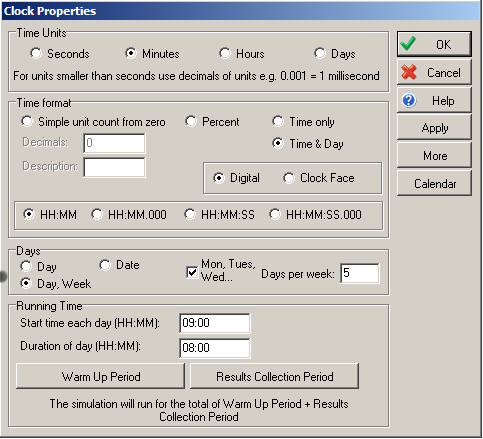 Clock Properties
Time Units
Seconds Minutes Hours Days
For units smaller than seconds use decimals of units e.g. 0.001 = 1 millisecond
Time format
Simple unit count from zero Percent Time only
Decimals: 0 Time & Day
Description:
Digital Clock Face
HH:MM HH:MM.000 HH:MM:SS HH:MM:SS.000
Days
Day Date Mon, Tues,
Wed...
Day, Week
Days per week: 5
Running Time
Start time each day (HH:MM): 09:00
Duration of day (HH:MM): 08:00
Warm Up Period Results Collection Period
The simulation will run for the total of Warm Up Period + Results
Collection Period
OK
Cancel
Help
Apply
More
Calendar